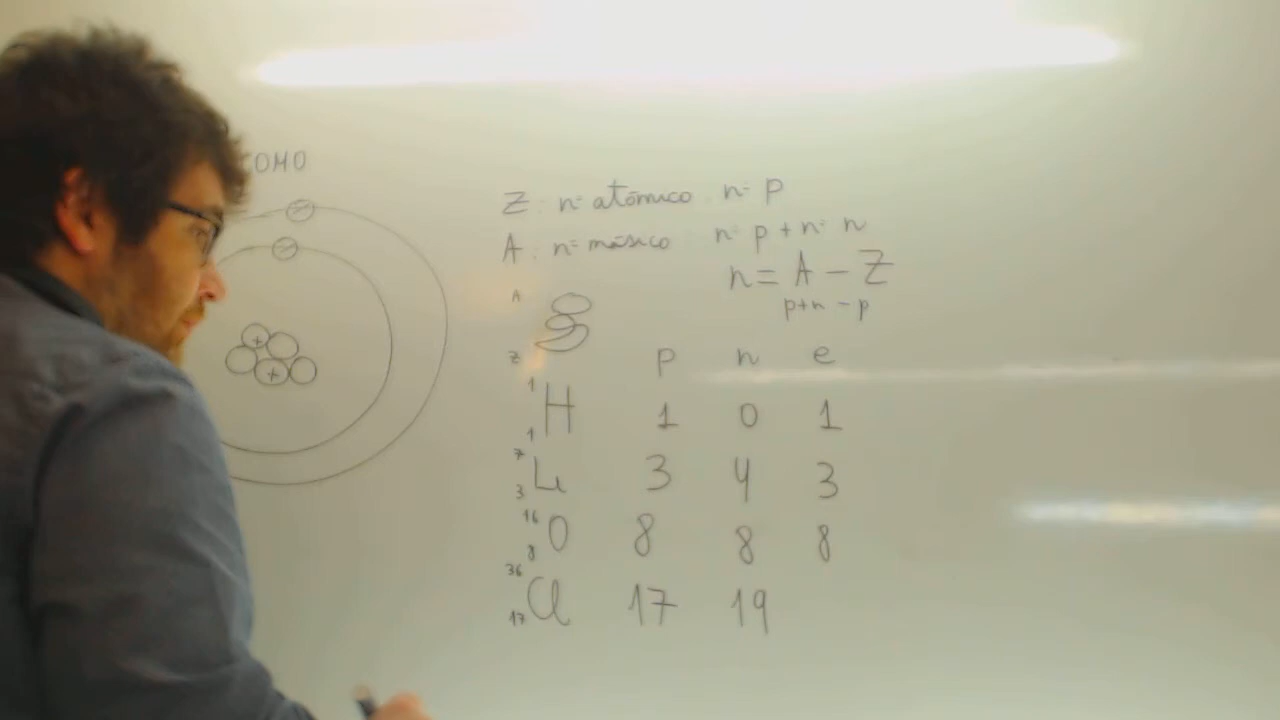 TOMO
Z: nº atómico nº p
A: nº másico nº p + nº n
n = A - Z
p+n - p
A
Z
p n e
1
1 H 1 0 1
7
3 Li 3 4 3
16
8 O 8 8 8
36
17 Cl 17 19